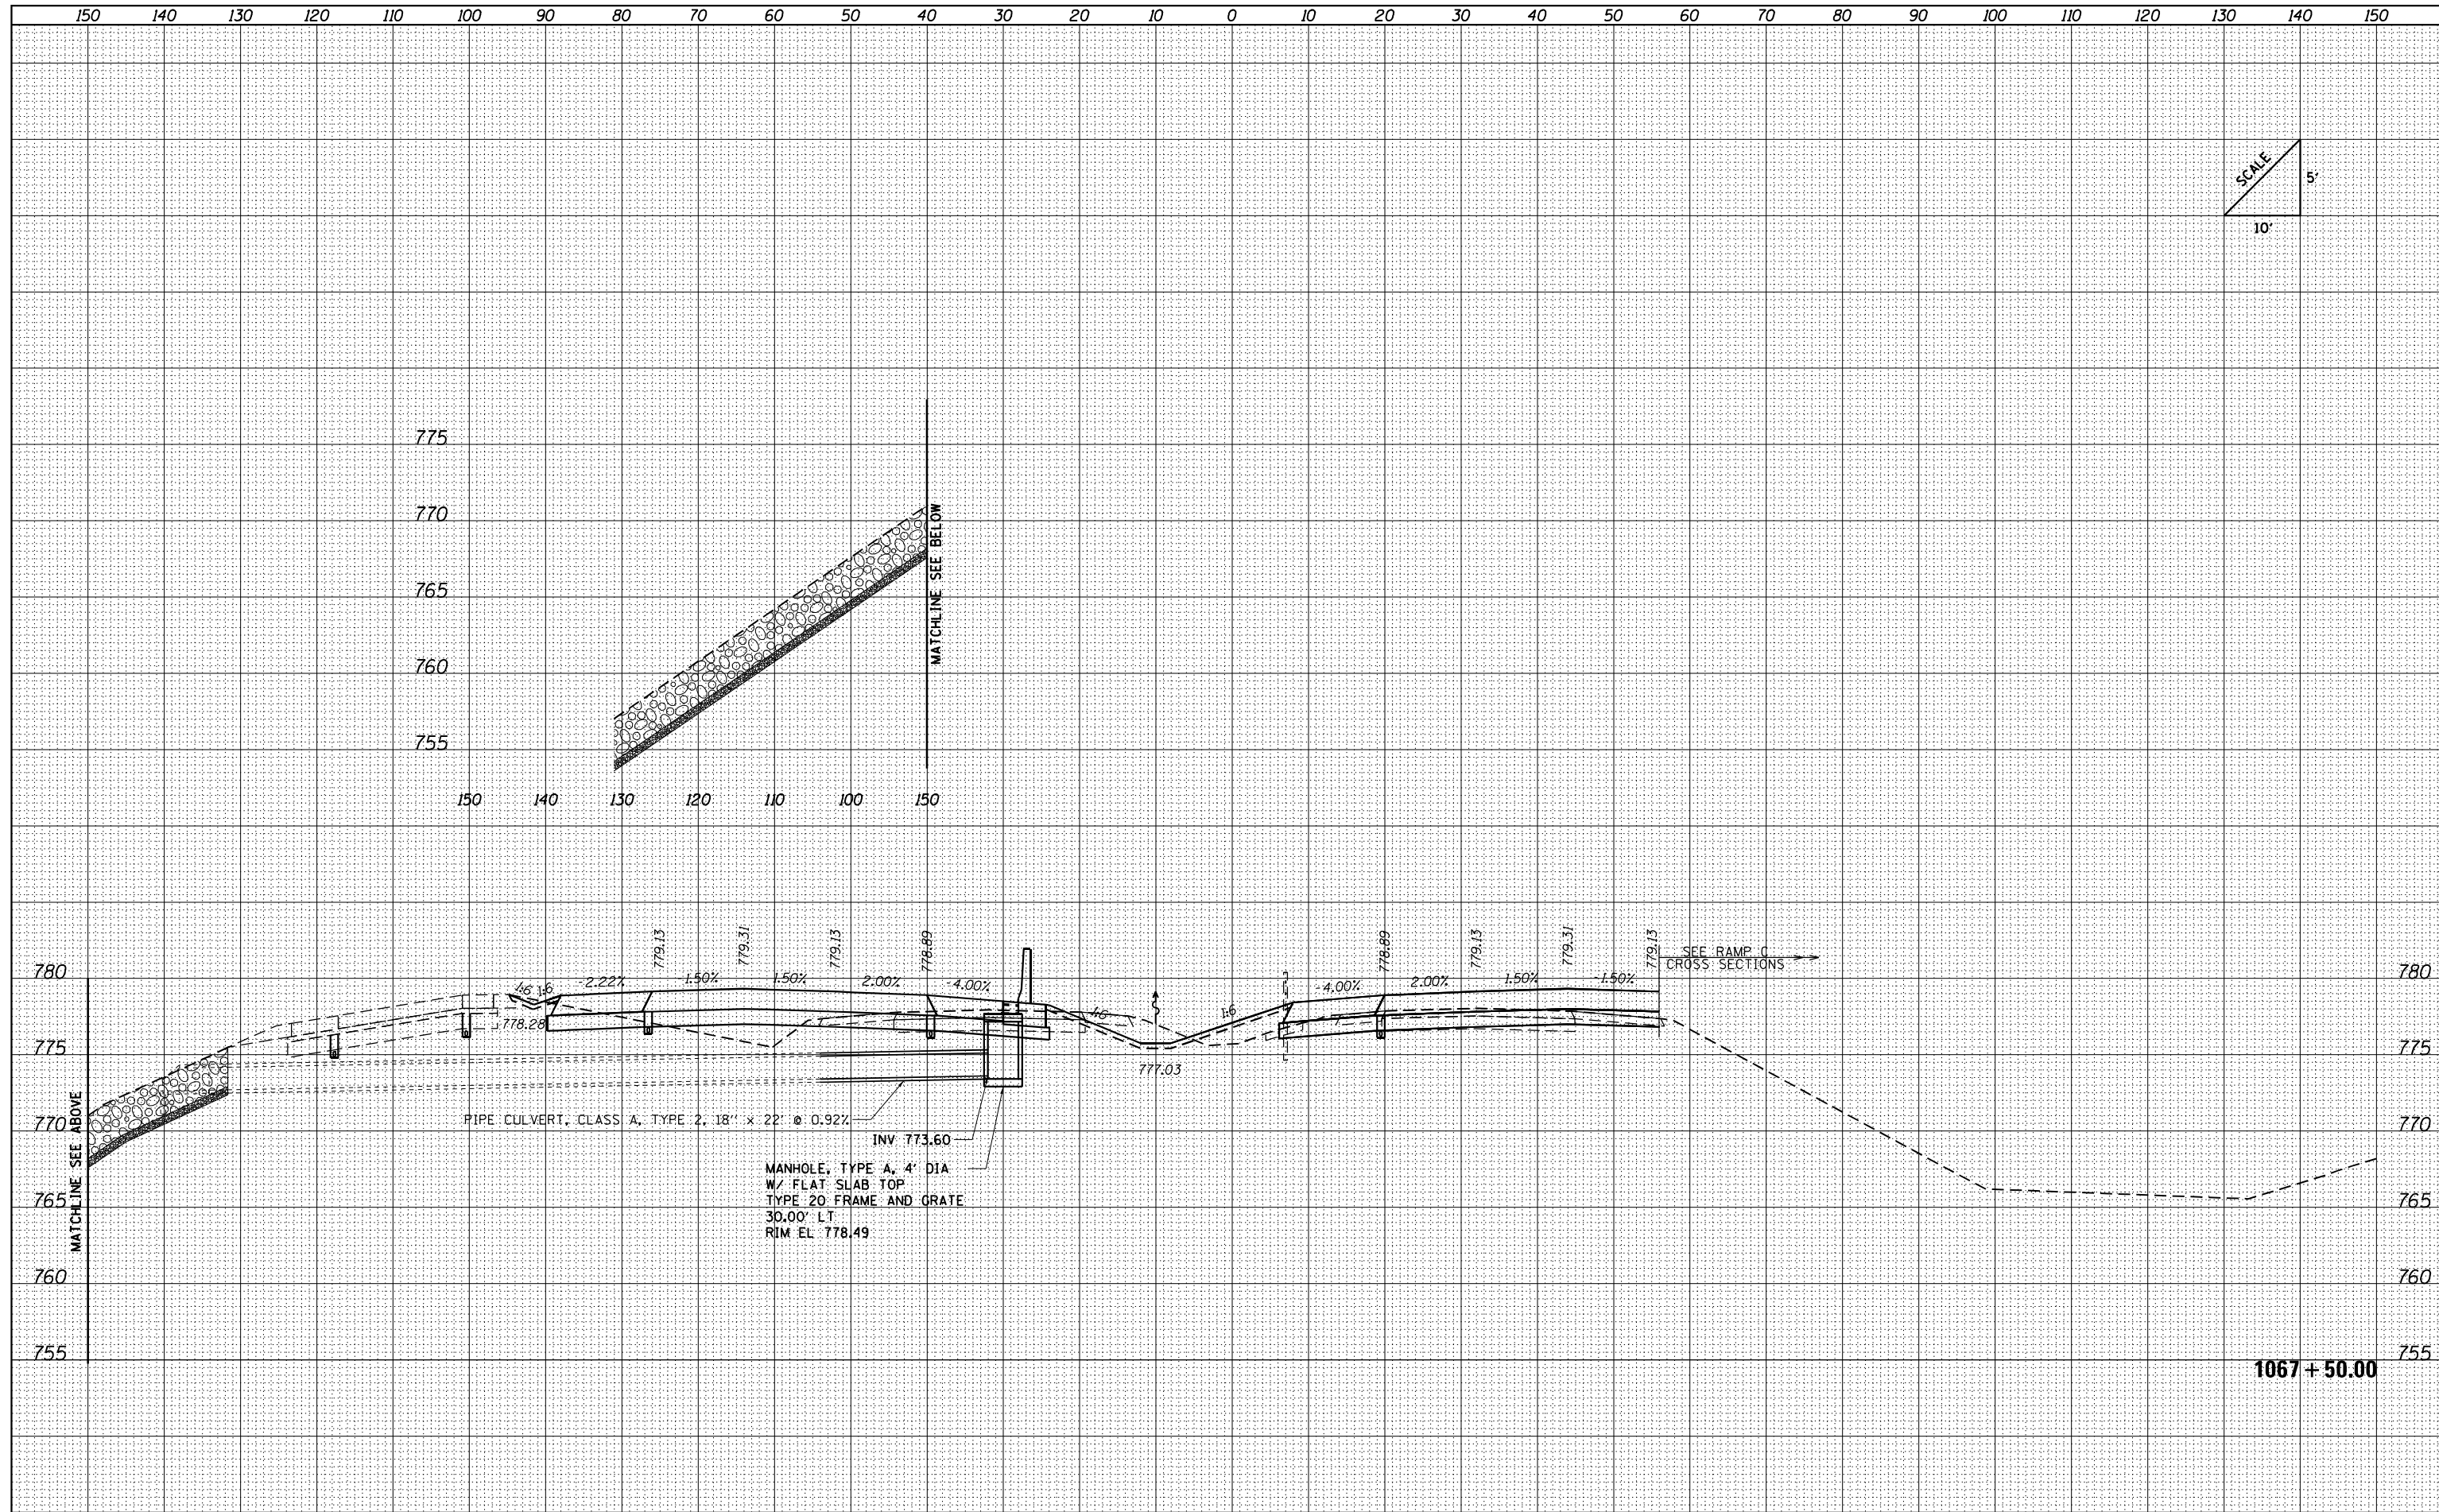 150 140 130 120 110 100 90 80 70 60 50 40 30 20 10 0 10 20 30 40 50 60 70 80 90 100 110 120 130 140 150
SCALE
5'
10'
775
770
765
760
755
MATCHLINE SEE BELOW
150 140 130 120 110 100 150
780
775
770
765
760
755
MATCHLINE SEE ABOVE
1:6 1:6 -2.22% 1.50% 1.50% 2.00% -4.00%
779.13 779.31 779.13 778.89
778.28
1:6
777.03
1:6
-4.00% 2.00% 1.50% -1.50%
778.89 779.13 779.31 779.13
SEE RAMP C
CROSS SECTIONS
PIPE CULVERT, CLASS A, TYPE 2, 18" x 22' @ 0.92%
INV 773.60
MANHOLE, TYPE A, 4' DIA
W/ FLAT SLAB TOP
TYPE 20 FRAME AND GRATE
30.00' LT
RIM EL 778.49
780
775
770
765
760
755
1067 + 50.00